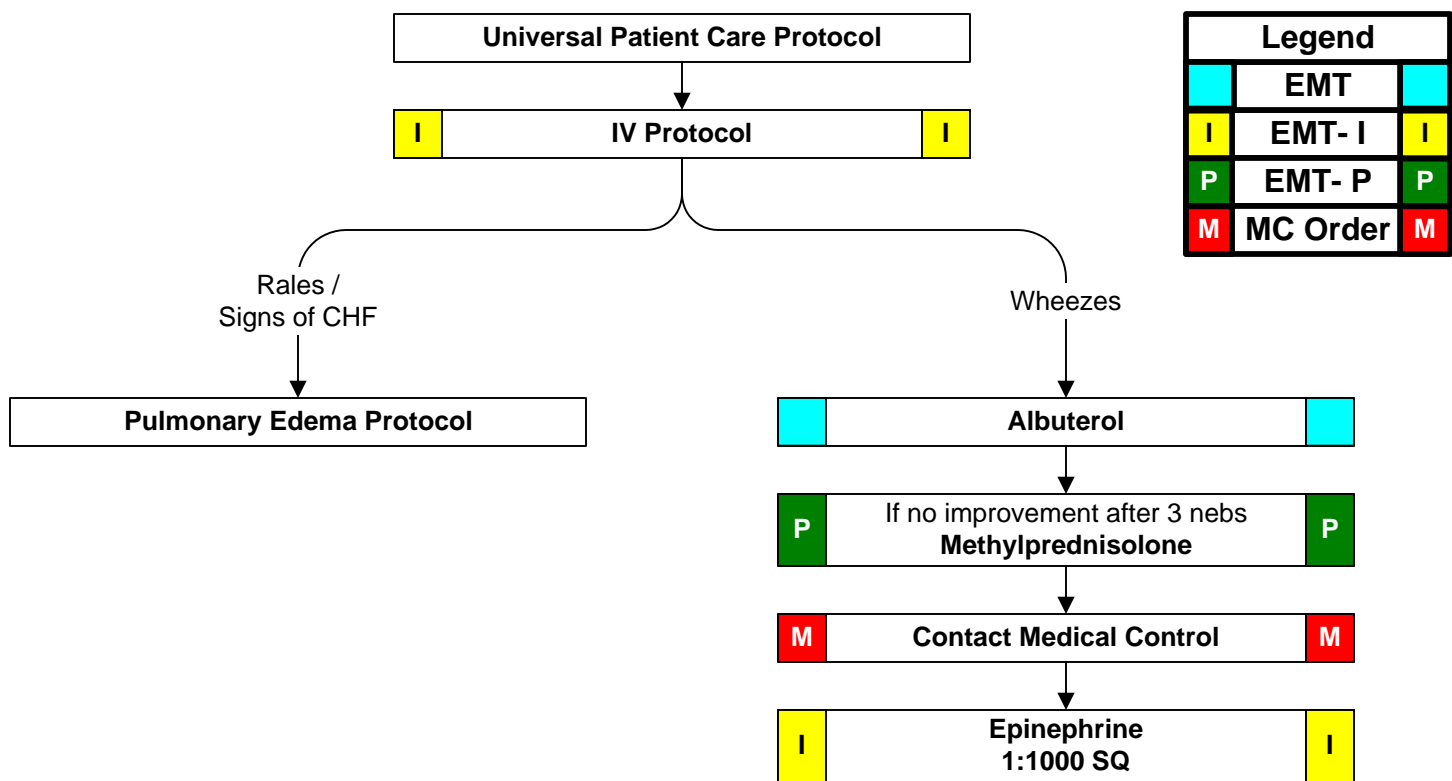 Universal Patient Care Protocol
Legend
EMT
I IV Protocol I
I EMT- I I
P EMT- P P
M MC Order M
Rales /
Signs of CHF
Wheezes
Pulmonary Edema Protocol
Albuterol
If no improvement after 3 nebs
P P
Methylprednisolone
M Contact Medical Control M
Epinephrine
I I
1:1000 SQ